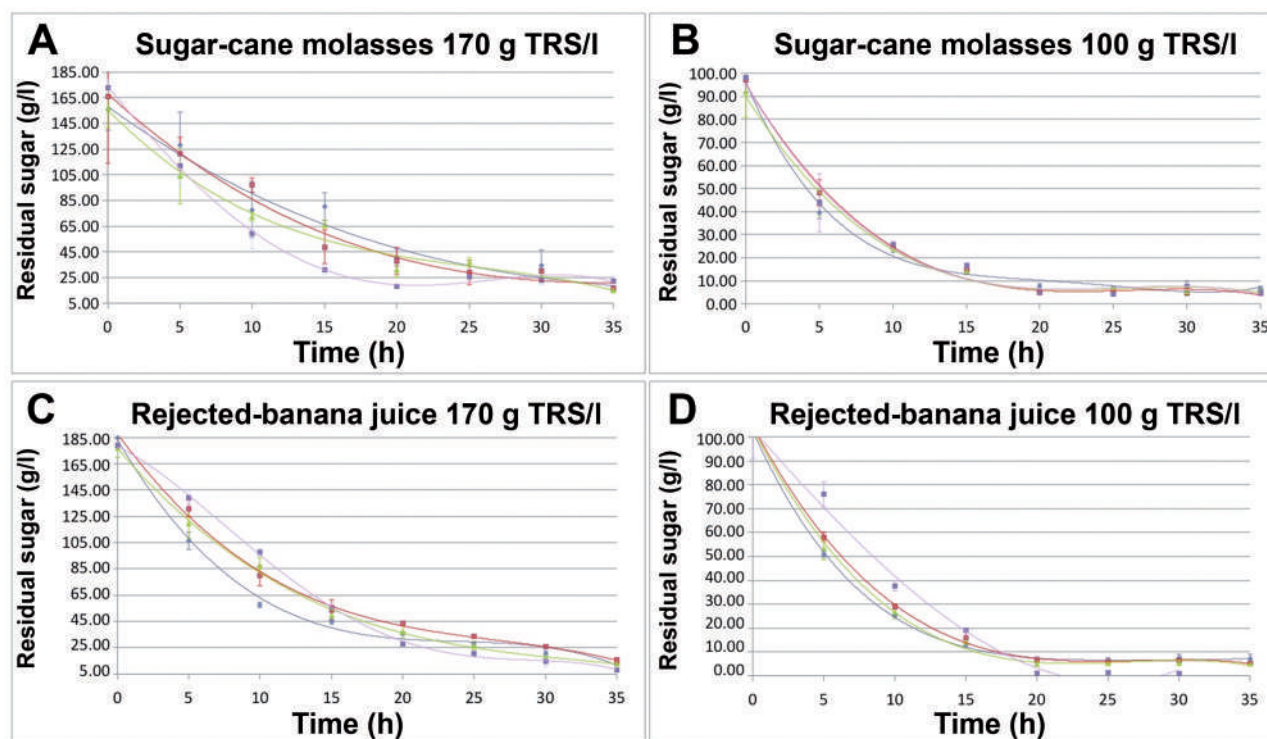 A Sugar-cane molasses 170 g TRS/l
Residual sugar (g/l)
185.00
165.00
145.00
125.00
105.00
85.00
65.00
45.00
25.00
5.00
0 5 10 15 20 25 30 35
Time (h)
B Sugar-cane molasses 100 g TRS/l
Residual sugar (g/l)
100.00
90.00
80.00
70.00
60.00
50.00
40.00
30.00
20.00
10.00
0.00
0 5 10 15 20 25 30 35
Time (h)
C Rejected-banana juice 170 g TRS/l
Residual sugar (g/l)
185.00
165.00
145.00
125.00
105.00
85.00
65.00
45.00
25.00
5.00
0 5 10 15 20 25 30 35
Time (h)
D Rejected-banana juice 100 g TRS/l
Residual sugar (g/l)
100.00
90.00
80.00
70.00
60.00
50.00
40.00
30.00
20.00
10.00
0.00
0 5 10 15 20 25 30 35
Time (h)